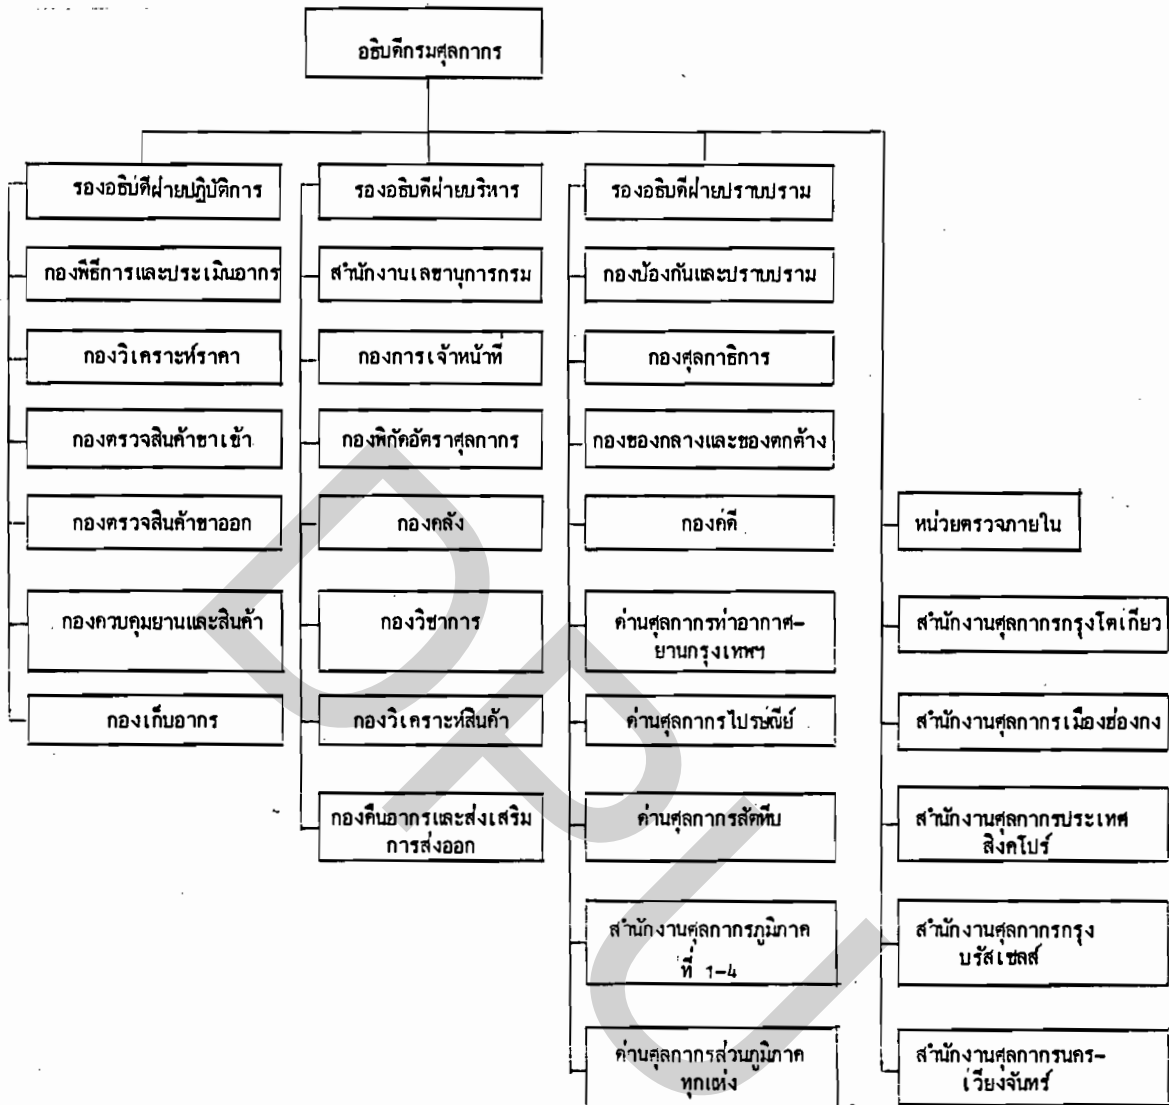 อธิบดีกรมศุลกากร
รองอธิบดีฝ่ายปฏิบัติการ
กองพิธีการและประเมินอากร
กองวิเคราะห์ราคา
กองตรวจสินค้าขาเข้า
กองตรวจสินค้าขาออก
กองควบคุมยานและสินค้า
กองเก็บอากร
รองอธิบดีฝ่ายบริหาร
สำนักงานเลขานุการกรม
กองการเจ้าหน้าที่
กองพิกัดอัตราศุลกากร
กองคลัง
กองวิชาการ
กองวิเคราะห์สินค้า
กองคืนอากรและส่งเสริม
การส่งออก
รองอธิบดีฝ่ายปราบปราม
กองป้องกันและปราบปราม
กองศุลกาธิการ
กองของกลางและของตกค้าง
กองคดี
ด่านศุลกากรท่าอากาศ-
ยานกรุงเทพฯ
ด่านศุลกากรไปรษณีย์
ด่านศุลกากรสัตหีบ
สำนักงานศุลกากรภูมิภาค
ที่ 1-4
ด่านศุลกากรส่วนภูมิภาค
ทุกแห่ง
หน่วยตรวจภายใน
สำนักงานศุลกากรกรุงโตเกียว
สำนักงานศุลกากรเมืองฮ่องกง
สำนักงานศุลกากรประเทศ
สิงคโปร์
สำนักงานศุลกากรกรุง
บรัสเซลส์
สำนักงานศุลกากรนคร-
เวียงจันทร์
DPU